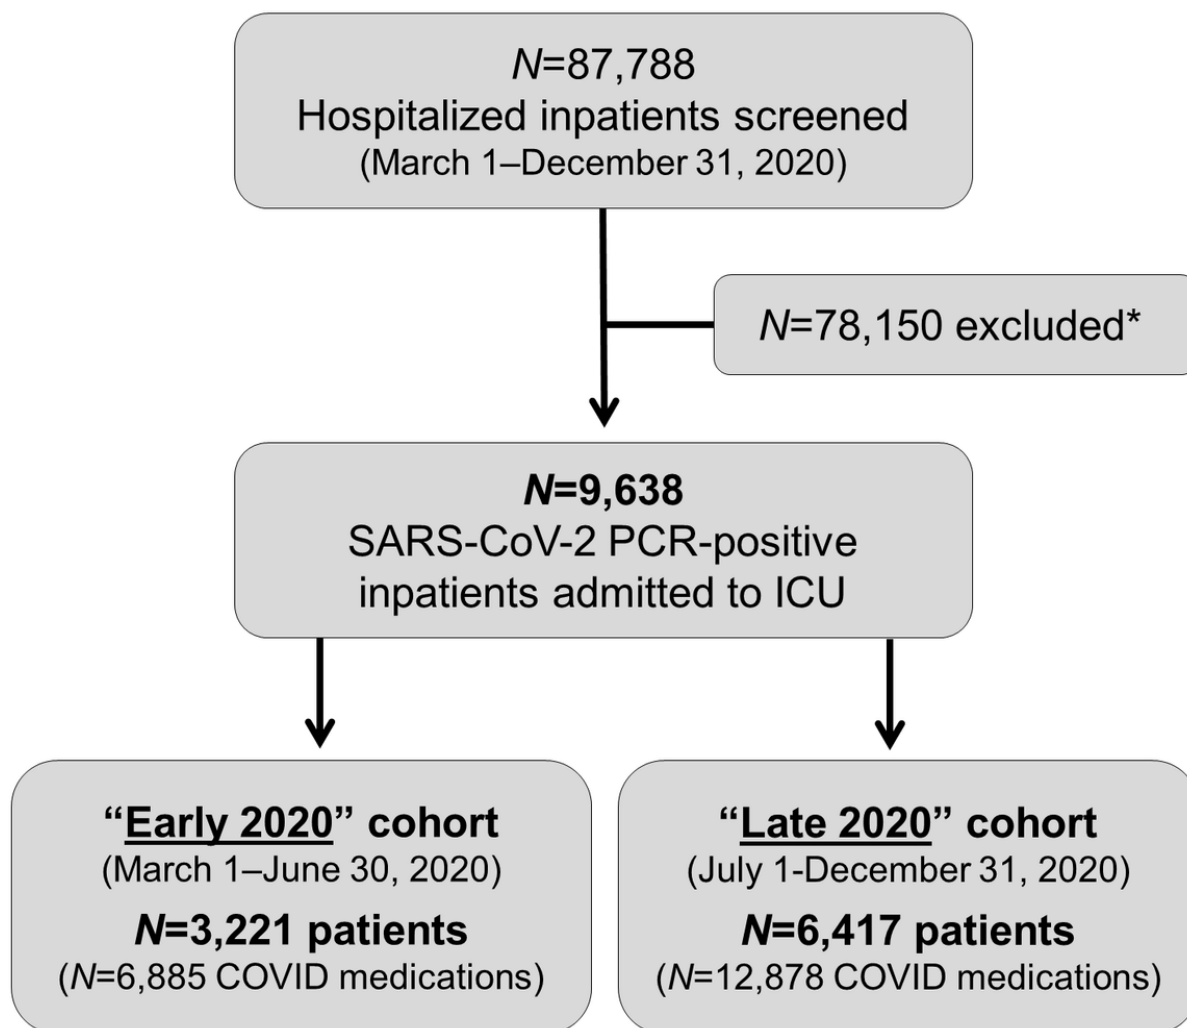 N=87,788
Hospitalized inpatients screened
(March 1–December 31, 2020)
N=78,150 excluded*
N=9,638
SARS-CoV-2 PCR-positive
inpatients admitted to ICU
“Early 2020” cohort
(March 1–June 30, 2020)
N=3,221 patients
(N=6,885 COVID medications)
“Late 2020” cohort
(July 1-December 31, 2020)
N=6,417 patients
(N=12,878 COVID medications)